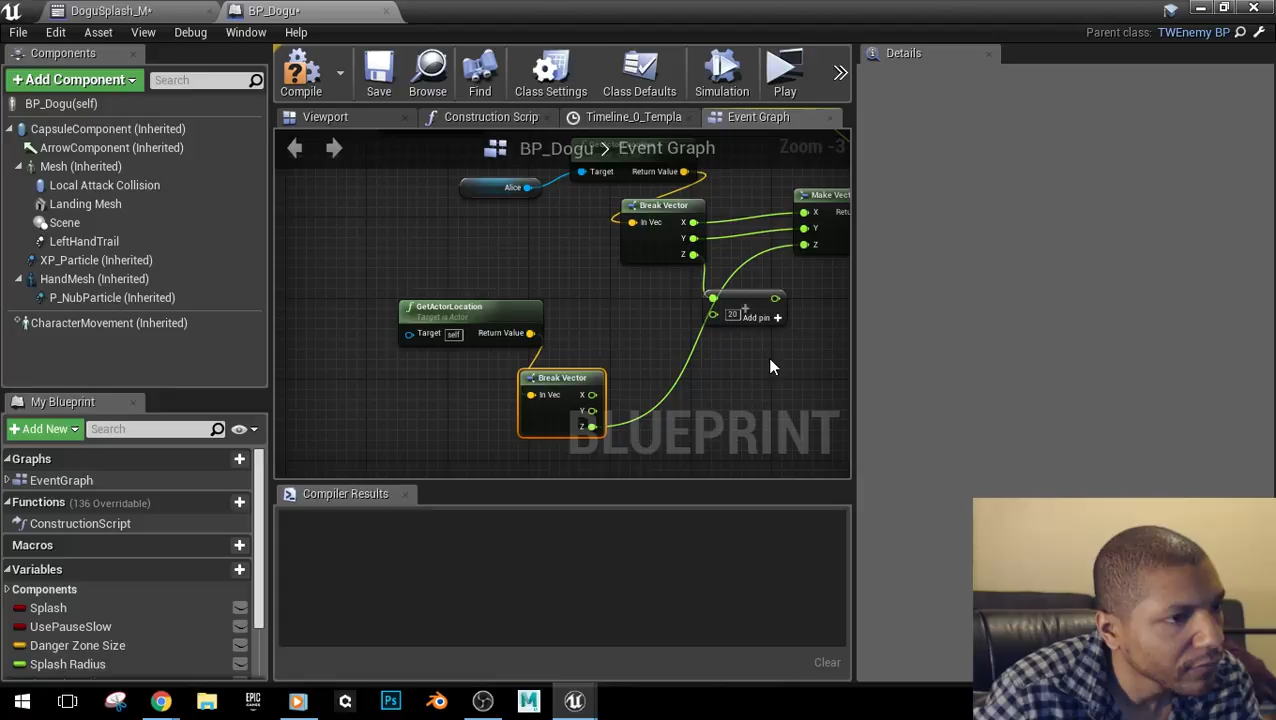 DoguSplash_M*
BP_Dogu*
File Edit Asset View Debug Window Help
Parent class: TWEnemy BP
Components
+Add Component
Search
BP_Dogu(self)
CapsuleComponent (Inherited)
ArrowComponent (Inherited)
Mesh (Inherited)
Local Attack Collision
Landing Mesh
Scene
LeftHandTrail
XP_Particle (Inherited)
HandMesh (Inherited)
P_NubParticle (Inherited)
CharacterMovement (Inherited)
My Blueprint
Add New
Search
Graphs
EventGraph
Functions (136 Overridable)
ConstructionScript
Macros
Variables
Components
Splash
UsePauseSlow
Danger Zone Size
Splash Radius
Compile Save Browse Find Class Settings Class Defaults Simulation Play
Viewport Construction Scrip Timeline_0_Templa Event Graph
BP_Dogu > Event Graph
Zoom -3
Target Return Value
Alice
Break Vector
In Vec X
Y
Z
Make Vect
X Retu
Y
Z
20 Add pin
GetActorLocation
Target is Actor
Target self Return Value
Break Vector
In Vec X
Y
Z
BLUEPRINT
Compiler Results
Clear
Details
EPIC GAMES
Ps
M